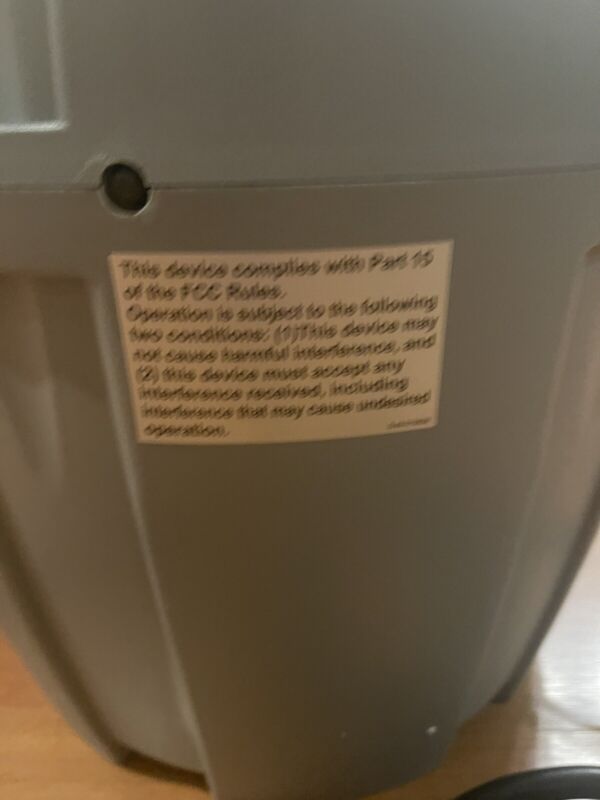 This device complies with Part 15
of the FCC Rules.
Operation is subject to the following
two conditions: (1)This device may
not cause harmful interference, and
(2) this device must accept any
interference received, including
interference that may cause undesired
operation.